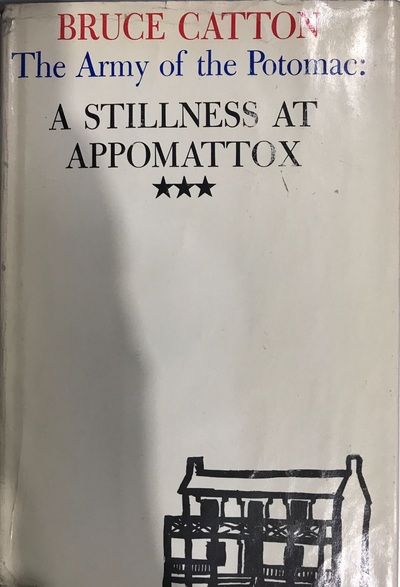 BRUCE CATTON
The Army of the Potomac:
A STILLNESS AT
APPOMATTOX
★★★